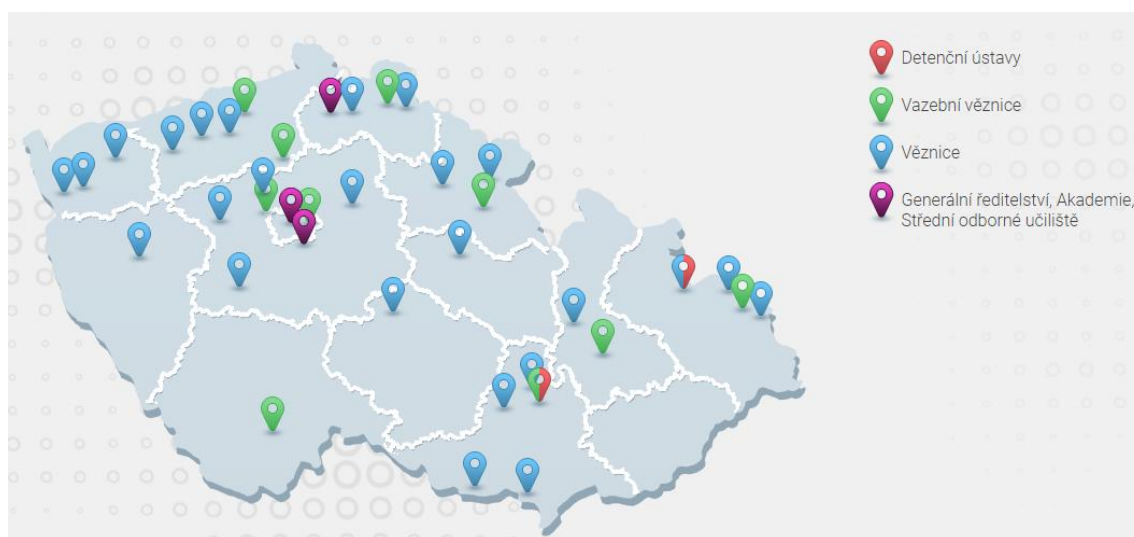 Detenční ústavy
Vazební věznice
Věznice
Generální ředitelství, Akademie,
Střední odborné učiliště